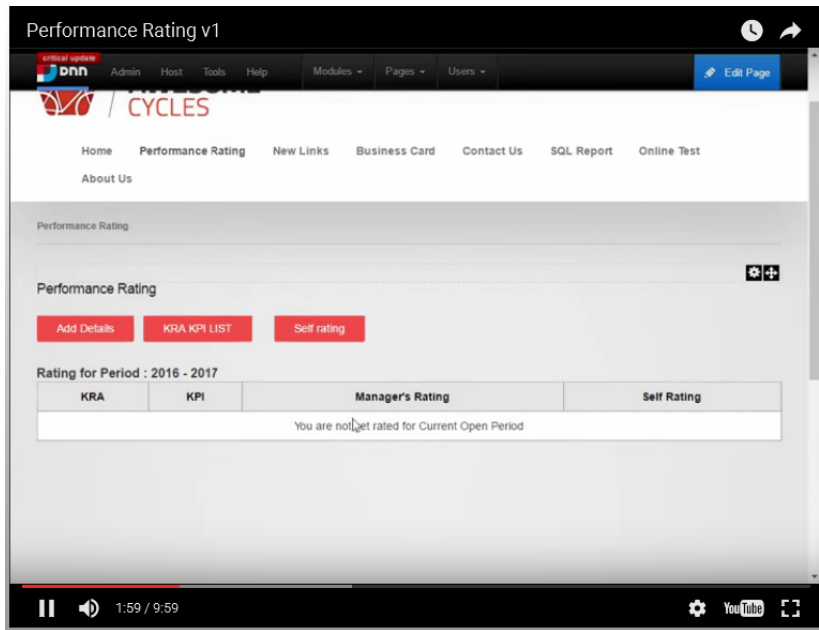 Performance Rating v1
critical update
DNN Admin Host Tools Help Modules Pages Users Edit Page
AWESOME
CYCLES
Home Performance Rating New Links Business Card Contact Us SQL Report Online Test
About Us
Performance Rating
Performance Rating
Add Details KRA KPI LIST Self rating
Rating for Period : 2016 - 2017
KRA KPI Manager's Rating Self Rating
You are not yet rated for Current Open Period
1:59 / 9:59 YouTube